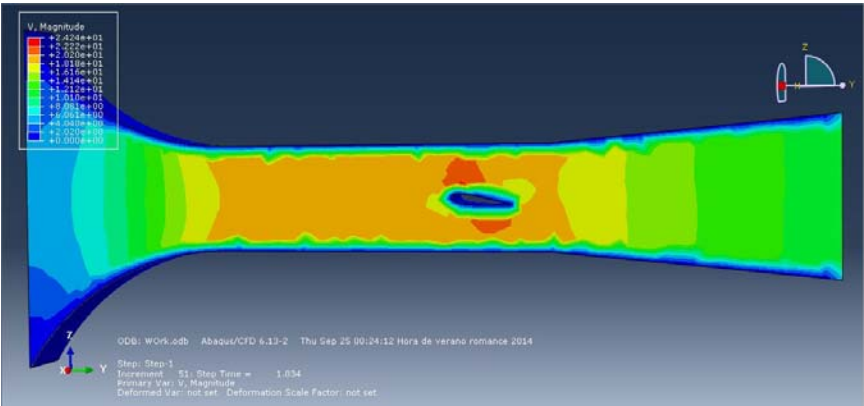 V, Magnitude
+2.424e+01
+2.222e+01
+2.020e+01
+1.818e+01
+1.616e+01
+1.414e+01
+1.212e+01
+1.010e+01
+8.081e+00
+6.061e+00
+4.040e+00
+2.020e+00
+0.000e+00
Z
Y
Z
X Y
ODB: WOrk.odb Abaqus/CFD 6.13-2 Thu Sep 25 00:24:12 Hora de verano romance 2014
Step: Step-1
Increment 51: Step Time = 1.034
Primary Var: V, Magnitude
Deformed Var: not set Deformation Scale Factor: not set